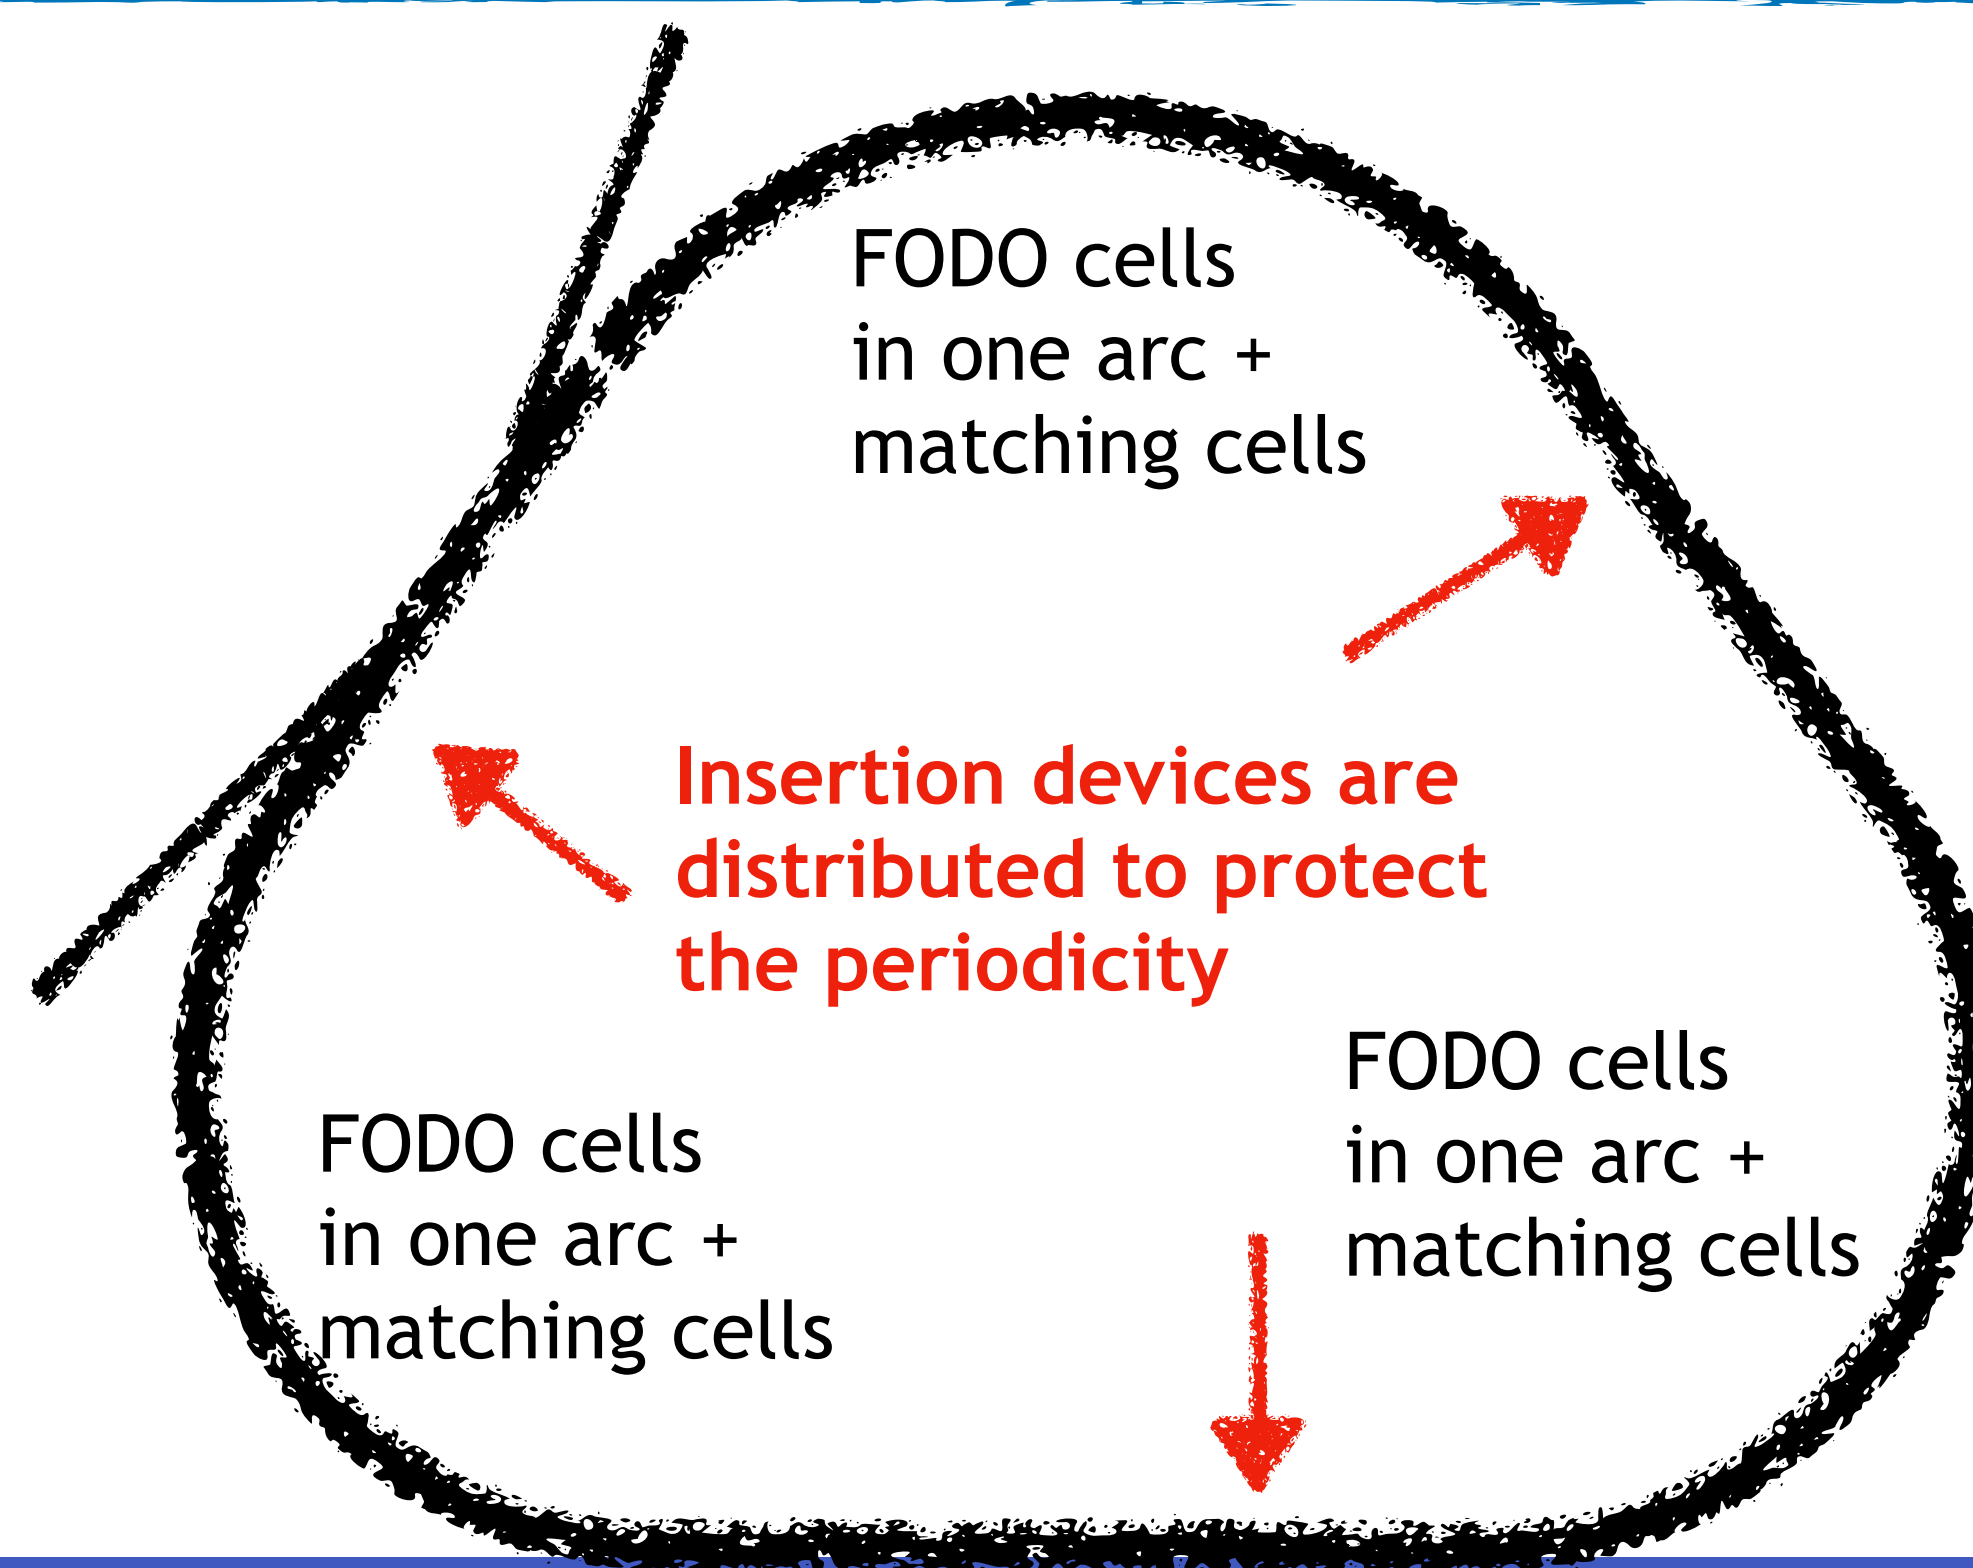 FODO cells
in one arc +
matching cells
Insertion devices are
distributed to protect
the periodicity
FODO cells
in one arc +
matching cells
FODO cells
in one arc +
matching cells